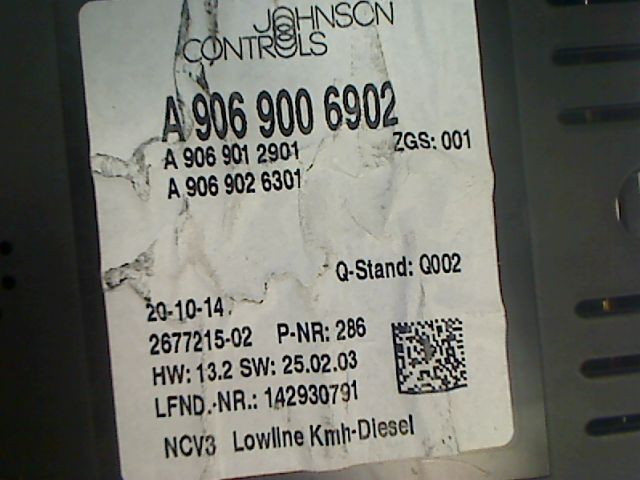 JOHNSON
CONTROLS
A 906 900 6902
A 906 901 2901 ZGS: 001
A 906 902 6301
Q-Stand: Q002
20-10-14
2677215-02 P-NR: 286
HW: 13.2 SW: 25.02.03
LFND.-NR.: 142930791
NCV3 Lowline Kmh-Diesel